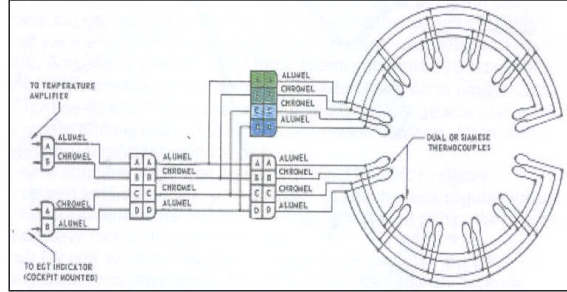 ALUMEL
CHROMEL
CHROMEL
ALUMEL
TO TEMPERATURE
AMPLIFIER
ALUMEL
A
CHROMEL
B
A A
ALUMEL
B B
CHROMEL
C C
CHROMEL
D D
ALUMEL
A A
ALUMEL
B B
CHROMEL
C C
CHROMEL
D D
ALUMEL
DUAL OR SIAMESE
THERMOCOUPLES
CHROMEL
A
ALUMEL
B
TO EGT INDICATOR
(COCKPIT MOUNTED)